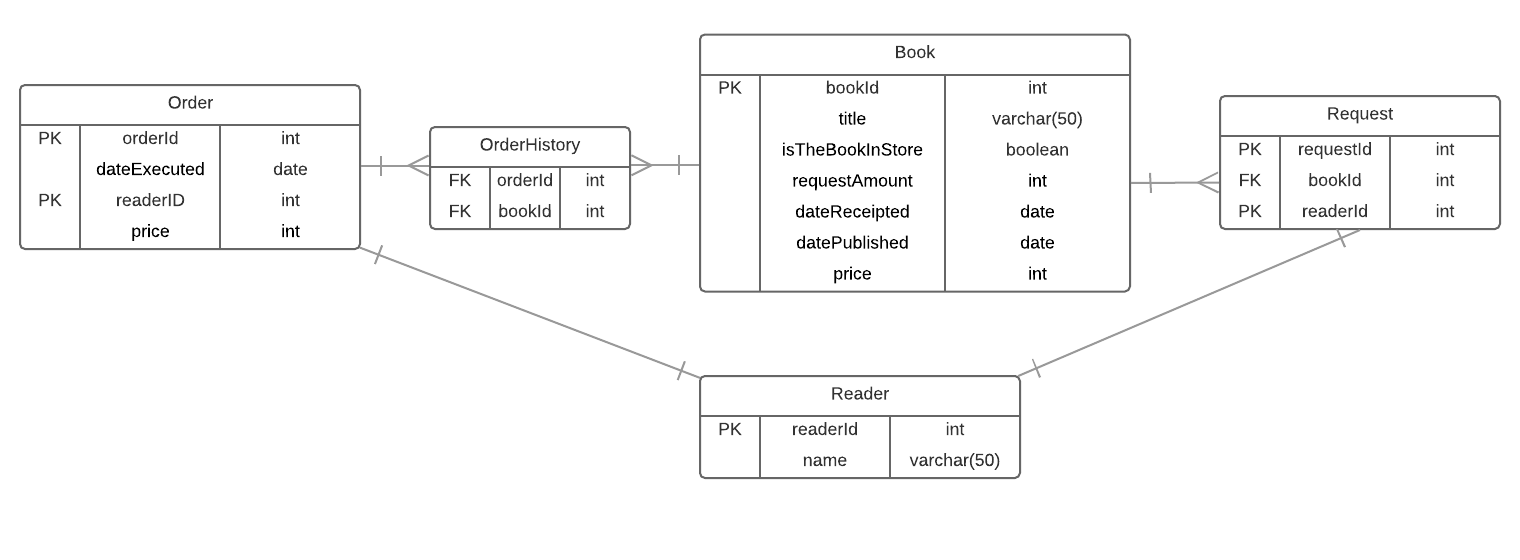 Order
PK orderId int
dateExecuted date
PK readerID int
price int
OrderHistory
FK orderId int
FK bookId int
Book
PK bookId int
title varchar(50)
isTheBookInStore boolean
requestAmount int
dateReceipted date
datePublished date
price int
Request
PK requestId int
FK bookId int
PK readerId int
Reader
PK readerId int
name varchar(50)